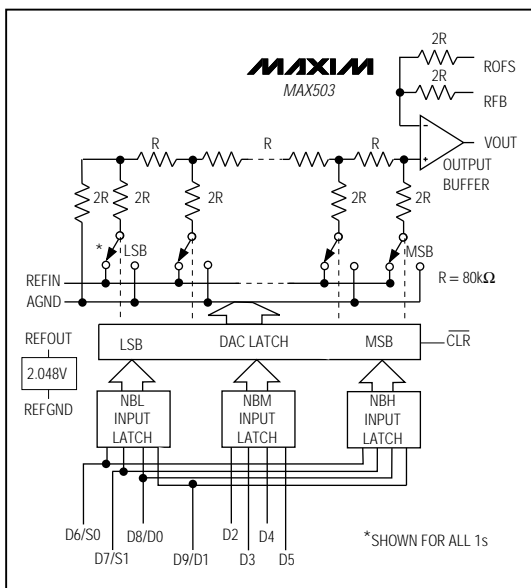 2R
ROFS
MAXIM
MAX503
2R
RFB
VOUT
OUTPUT
BUFFER
R
R
R
2R
2R
2R
2R
2R
*
LSB
MSB
REFIN
R = 80kΩ
AGND
REFOUT
LSB
DAC LATCH
MSB
CLR
2.048V
REFGND
NBL
INPUT
LATCH
NBM
INPUT
LATCH
NBH
INPUT
LATCH
D6/S0
D8/D0
D2
D4
D7/S1
D9/D1
D3
D5
*SHOWN FOR ALL 1s